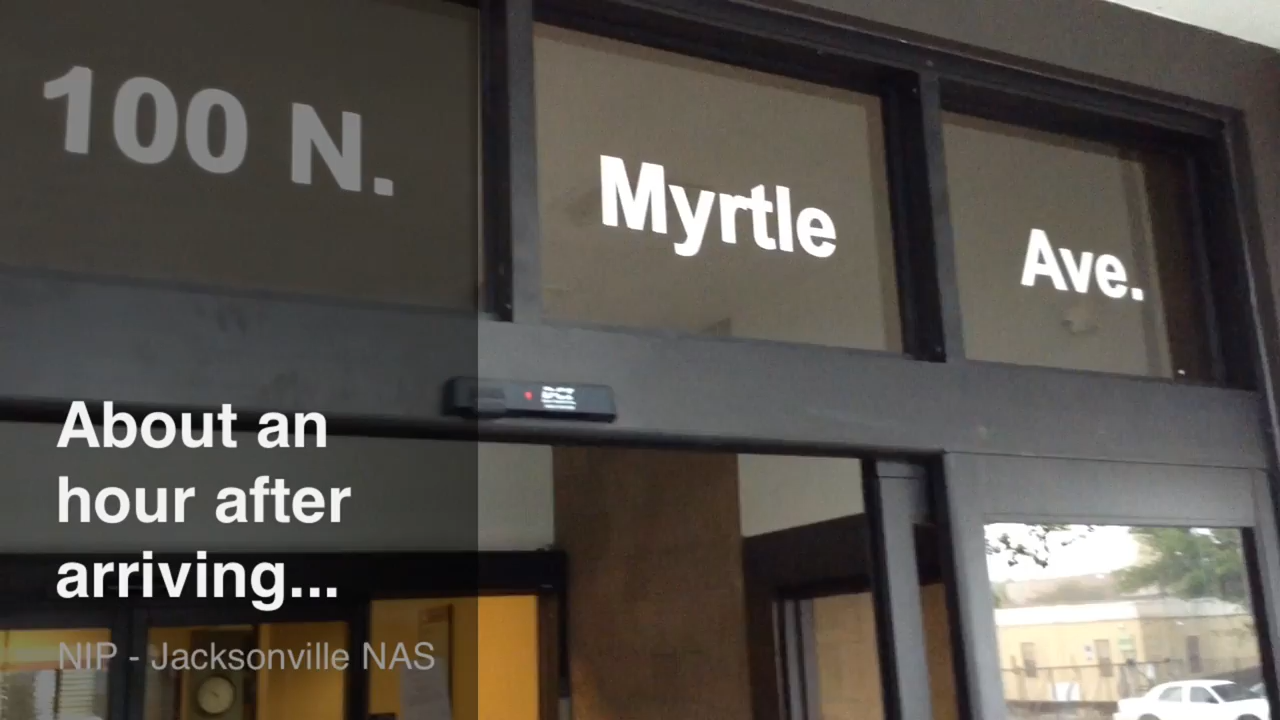 100 N. Myrtle Ave.
About an
hour after
arriving...
NIP - Jacksonville NAS